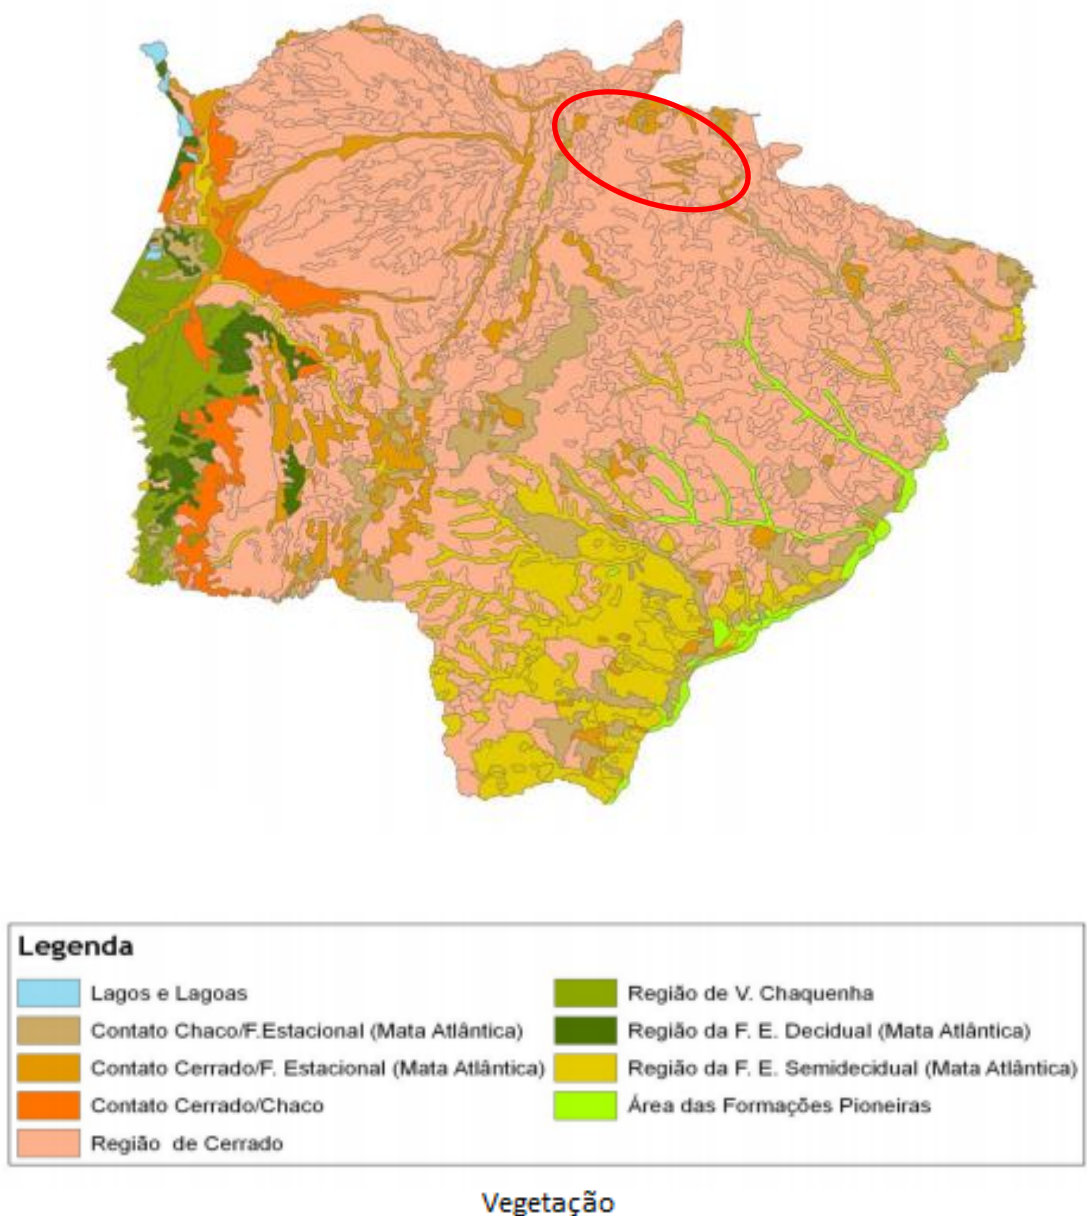 Legenda
Lagos e Lagoas
Contato Chaco/F.Estacional (Mata Atlântica)
Contato Cerrado/F. Estacional (Mata Atlântica)
Contato Cerrado/Chaco
Região de Cerrado
Região de V. Chaquenha
Região da F. E. Decidual (Mata Atlântica)
Região da F. E. Semidecidual (Mata Atlântica)
Área das Formações Pioneiras
Vegetação